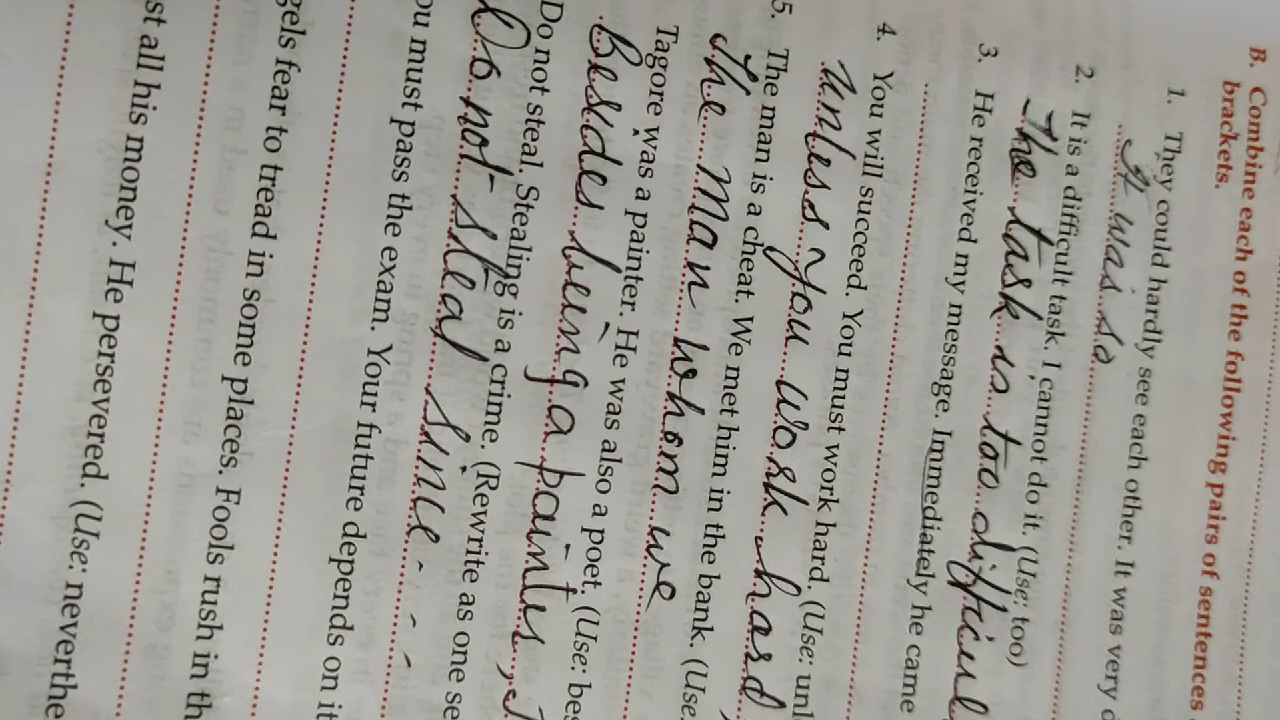 B. Combine each of the following pairs of sentences
brackets.
1. They could hardly see each other. It was very
It was so
2. It is a difficult task. I cannot do it. (Use: too)
The task is too difficul
3. He received my message. Immediately he came
4. You will succeed. You must work hard. (Use: unl
Unless you work hard
5. The man is a cheat. We met him in the bank. (Use:
The man whom we
Tagore was a painter. He was also a poet. (Use: bes
Besides being a painter,
Do not steal. Stealing is a crime. (Rewrite as one se
Do not steal since - - -
ou must pass the exam. Your future depends on it
gels fear to tread in some places. Fools rush in th
st all his money. He persevered. (Use: neverthe